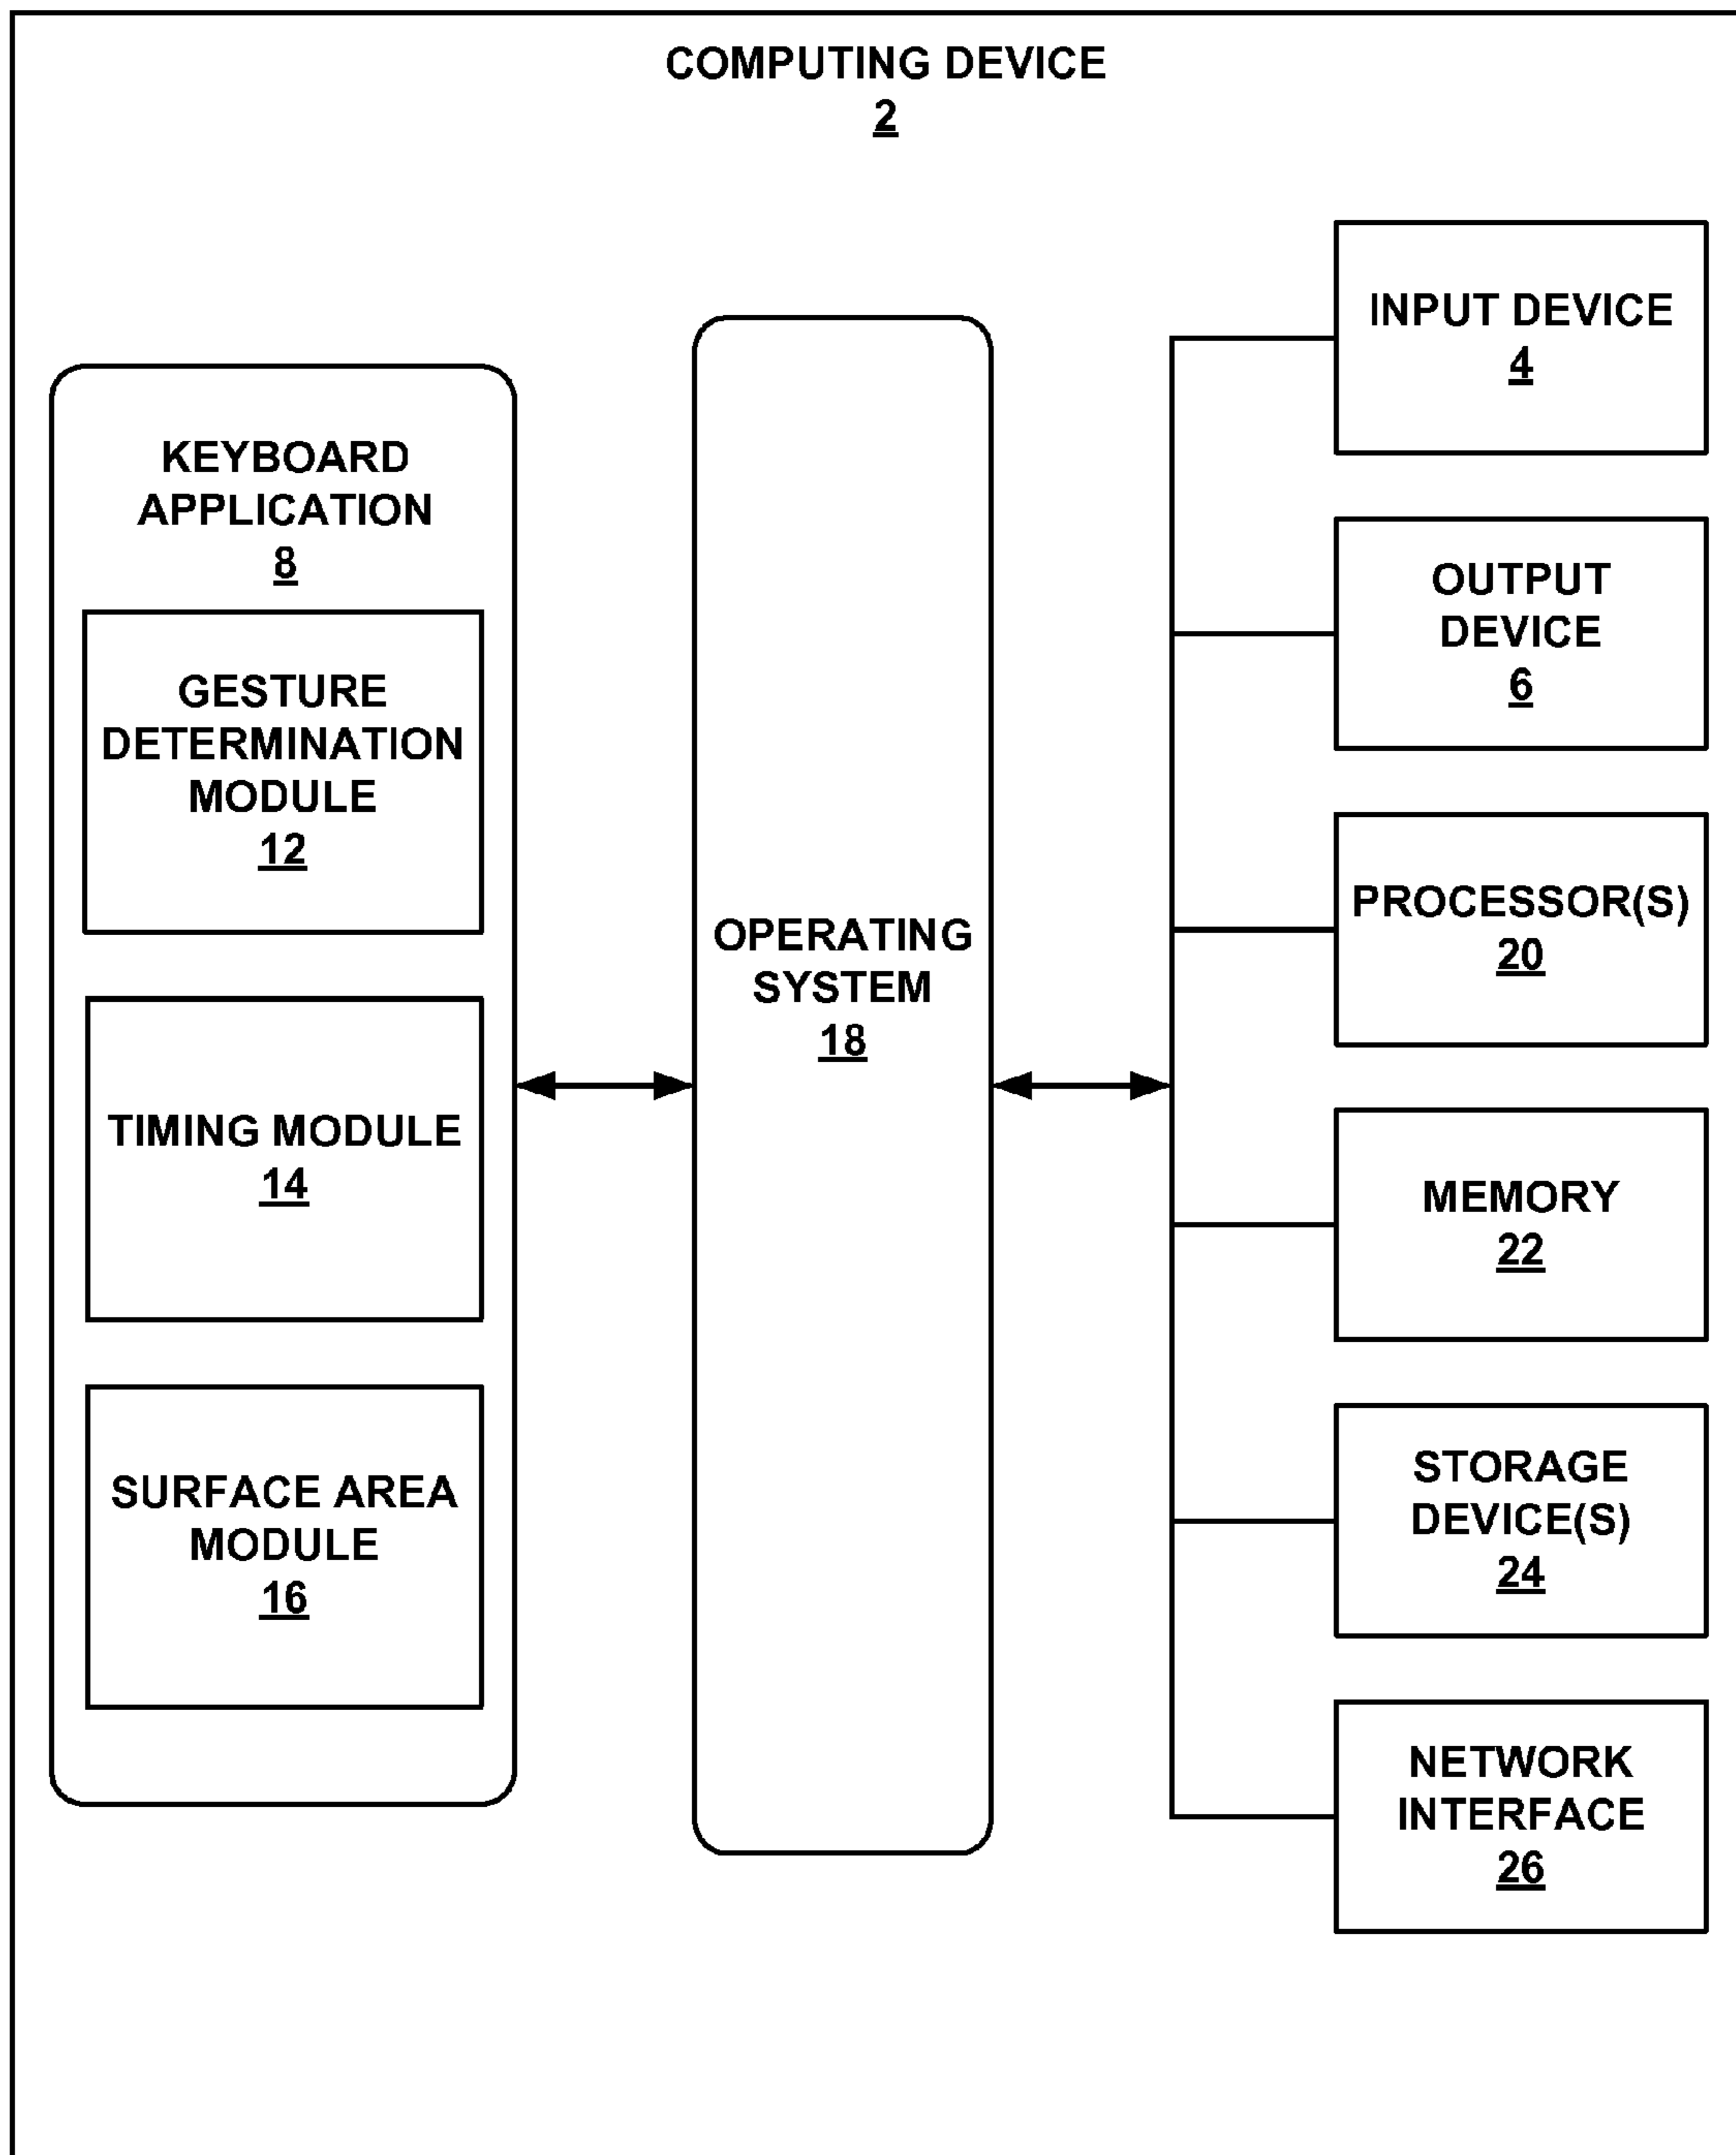 COMPUTING DEVICE
2
KEYBOARD
APPLICATION
8
GESTURE
DETERMINATION
MODULE
12
TIMING MODULE
14
SURFACE AREA
MODULE
16
OPERATING
SYSTEM
18
INPUT DEVICE
4
OUTPUT
DEVICE
6
PROCESSOR(S)
20
MEMORY
22
STORAGE
DEVICE(S)
24
NETWORK
INTERFACE
26